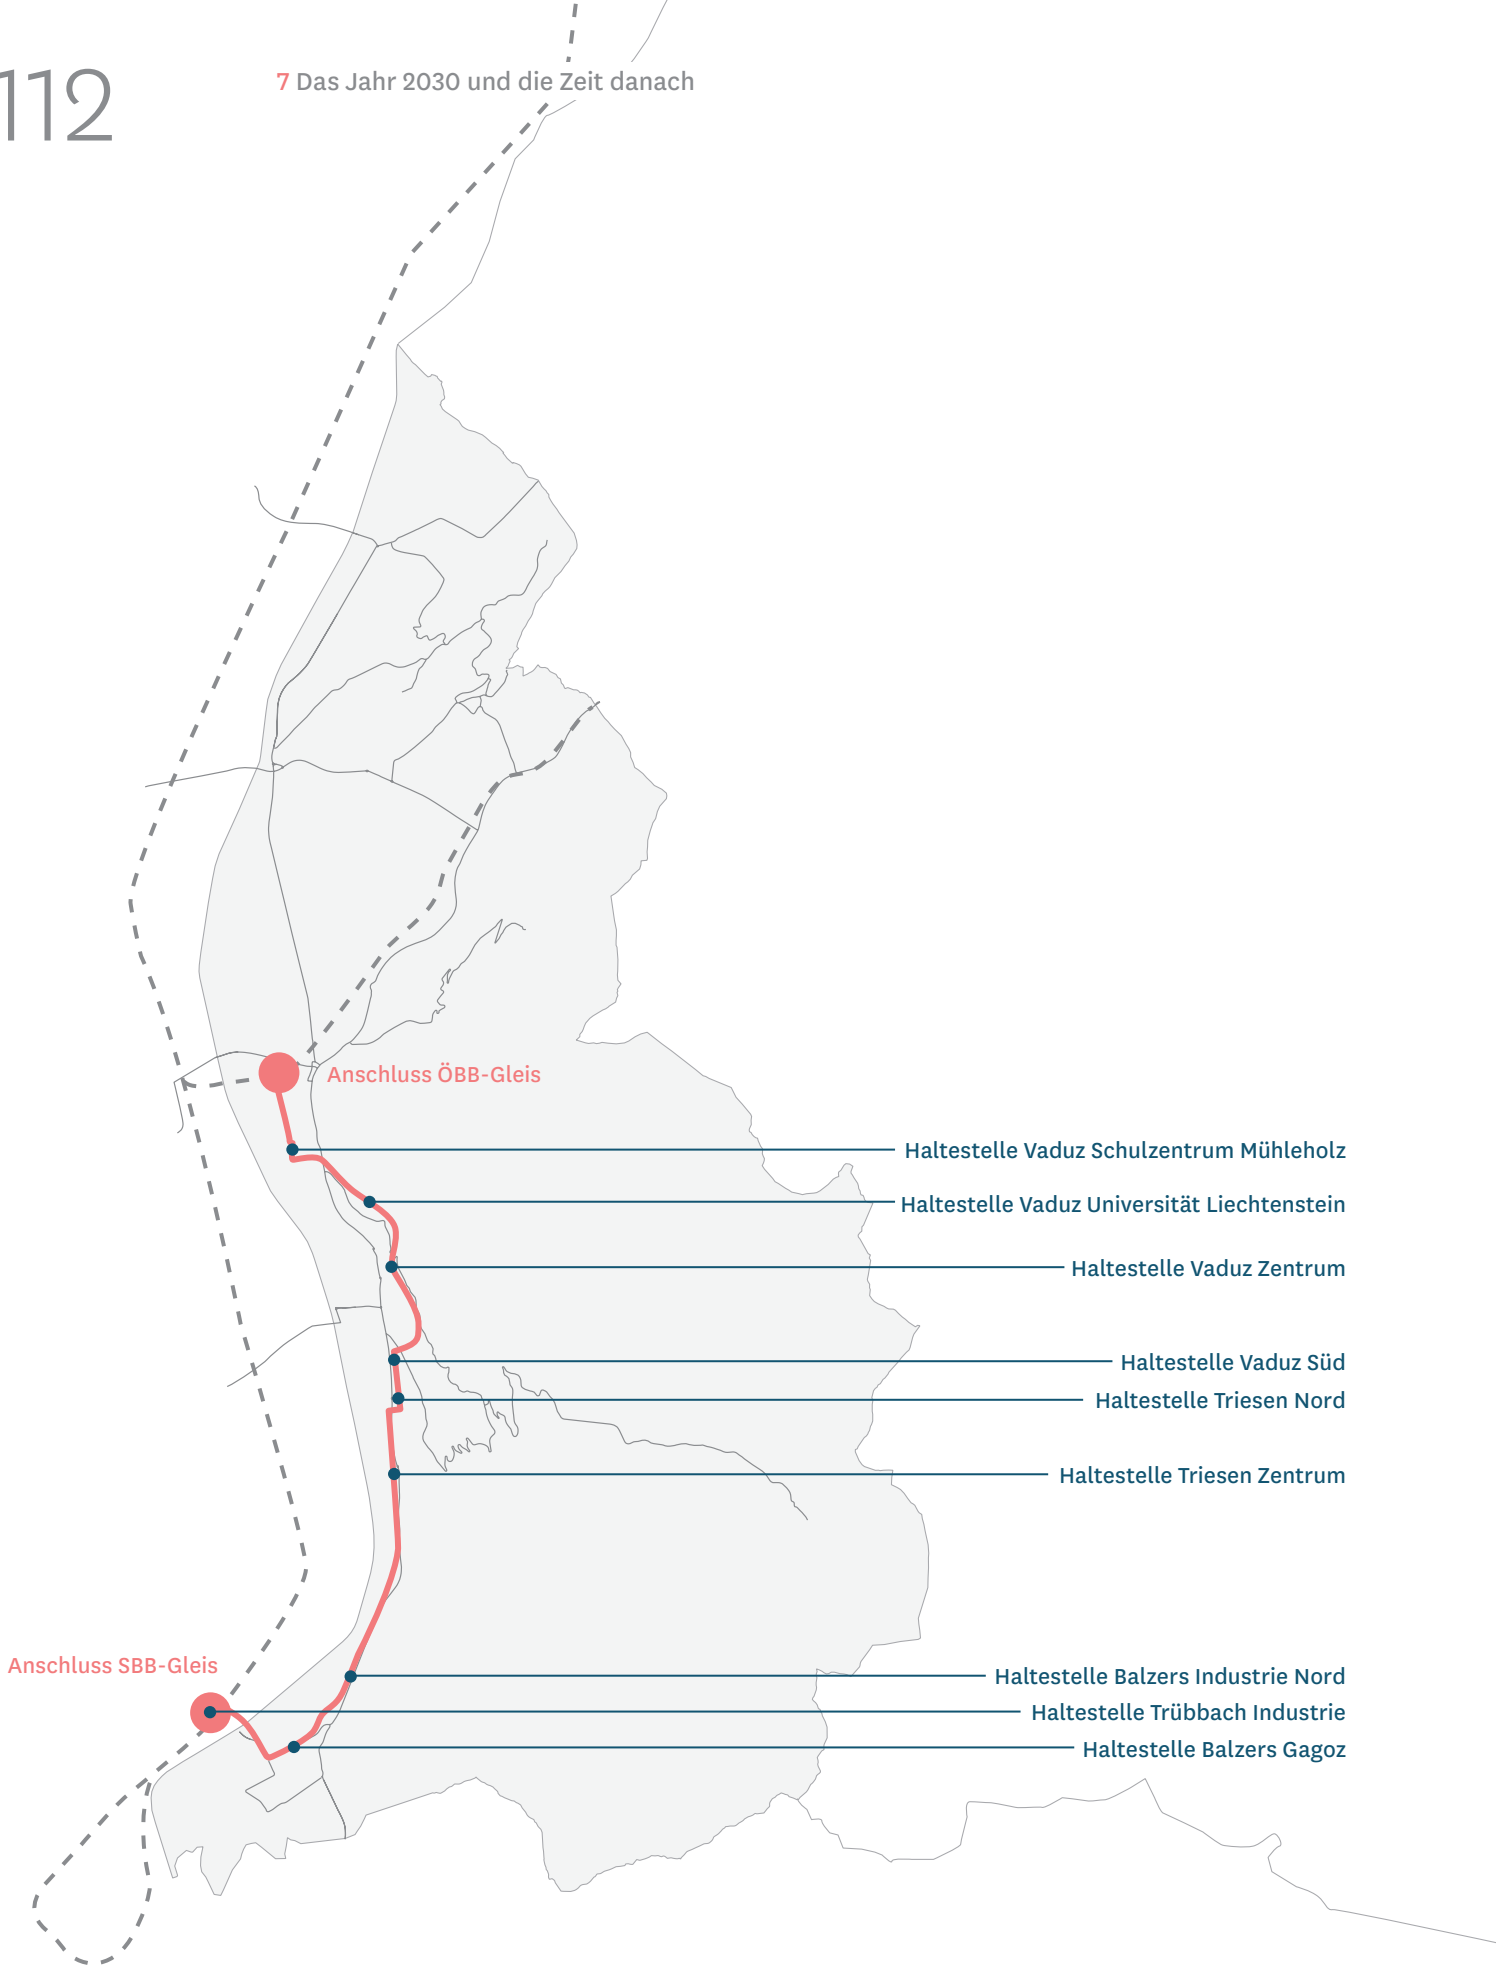 112
7 Das Jahr 2030 und die Zeit danach
Anschluss ÖBB-Gleis
Haltestelle Vaduz Schulzentrum Mühleholz
Haltestelle Vaduz Universität Liechtenstein
Haltestelle Vaduz Zentrum
Haltestelle Vaduz Süd
Haltestelle Triesen Nord
Haltestelle Triesen Zentrum
Anschluss SBB-Gleis
Haltestelle Balzers Industrie Nord
Haltestelle Trübbach Industrie
Haltestelle Balzers Gagoz